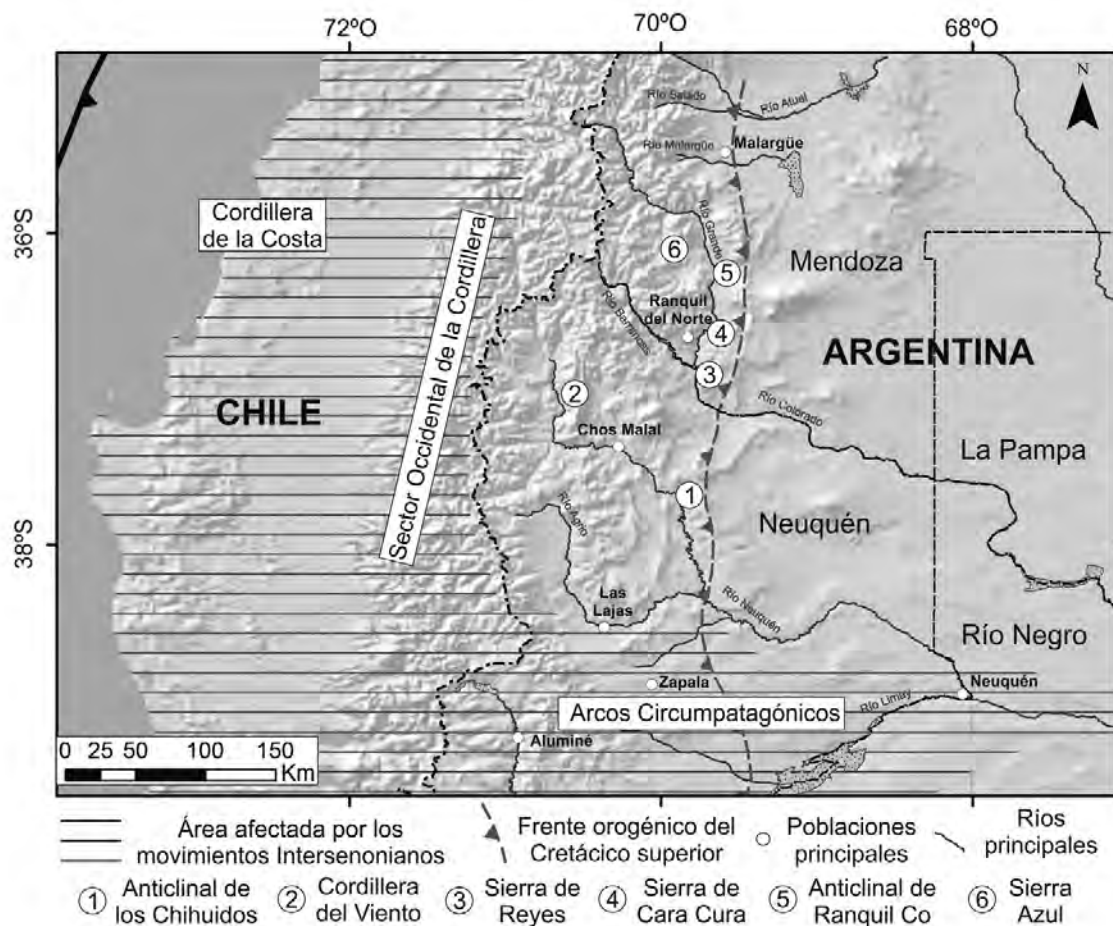 72ºO
70ºO
68ºO
N
Río Salado
Río Atuel
Río Malargüe
Malargüe
36ºS
Cordillera
de la Costa
Río Grande
6
5
Mendoza
Sector Occidental de la Cordillera
Ranquil
del Norte
Río Barrancas
4
ARGENTINA
3
CHILE
2
Río Colorado
Chos Malal
La Pampa
1
Neuquén
38ºS
Río Agrio
Las
Lajas
Río Neuquén
Río Negro
Zapala
Neuquén
Arcos Circumpatagónicos
Río Limay
Aluminé
0 25 50 100 150
Km
Área afectada por los
movimientos Intersenonianos
Frente orogénico del
Cretácico superior
Poblaciones
principales
Ríos
principales
1 Anticlinal de
los Chihuidos
2 Cordillera
del Viento
3 Sierra de
Reyes
4 Sierra de
Cara Cura
5 Anticlinal de
Ranquil Co
6 Sierra
Azul